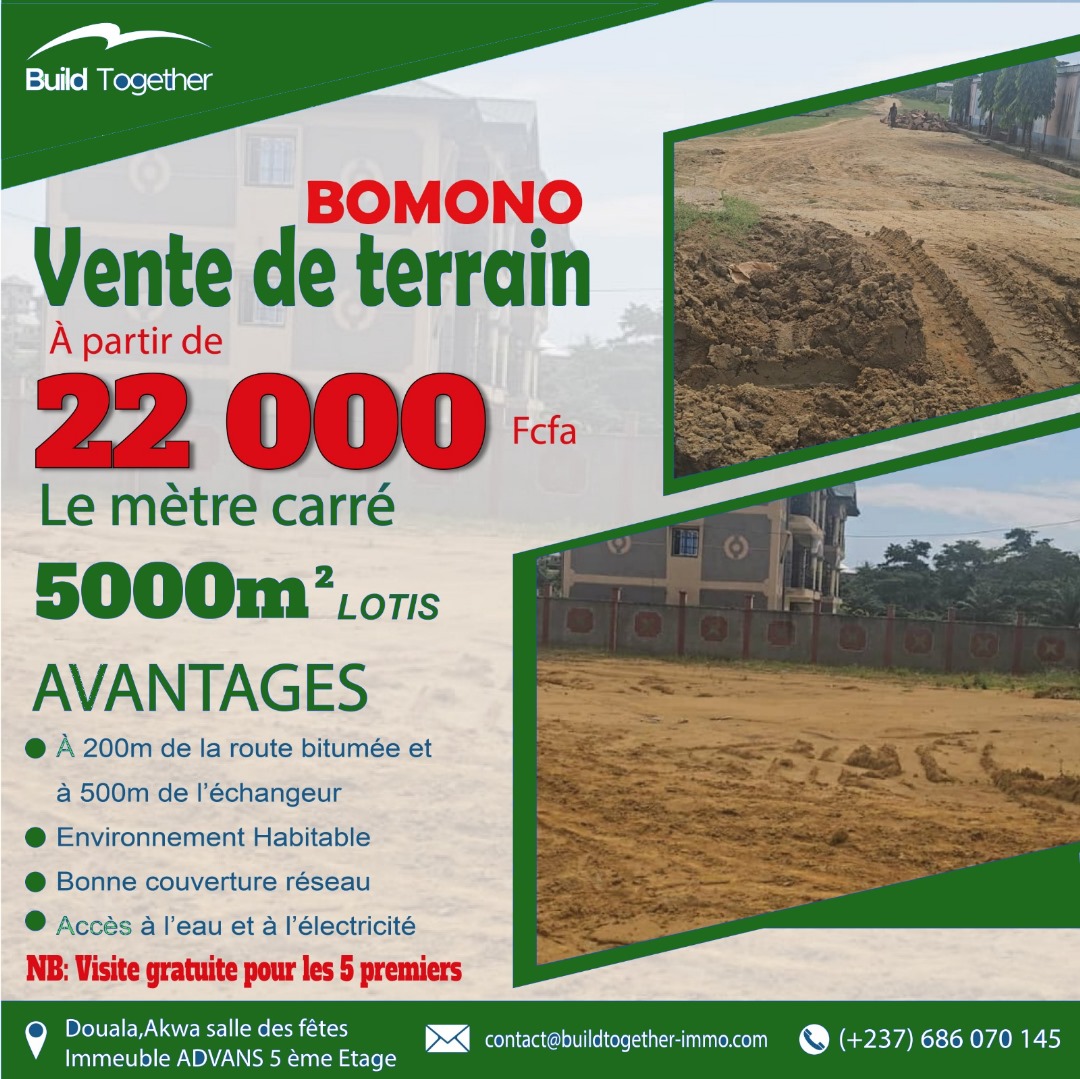 Build Together
BOMONO
Vente de terrain
À partir de
22 000 Fcfa
Le mètre carré
5000m² LOTIS
AVANTAGES
À 200m de la route bitumée et
à 500m de l'échangeur
Environnement Habitable
Bonne couverture réseau
Accès à l'eau et à l'électricité
NB: Visite gratuite pour les 5 premiers
Douala,Akwa salle des fêtes
Immeuble ADVANS 5 ème Etage
contact@buildtogether-immo.com
(+237) 686 070 145